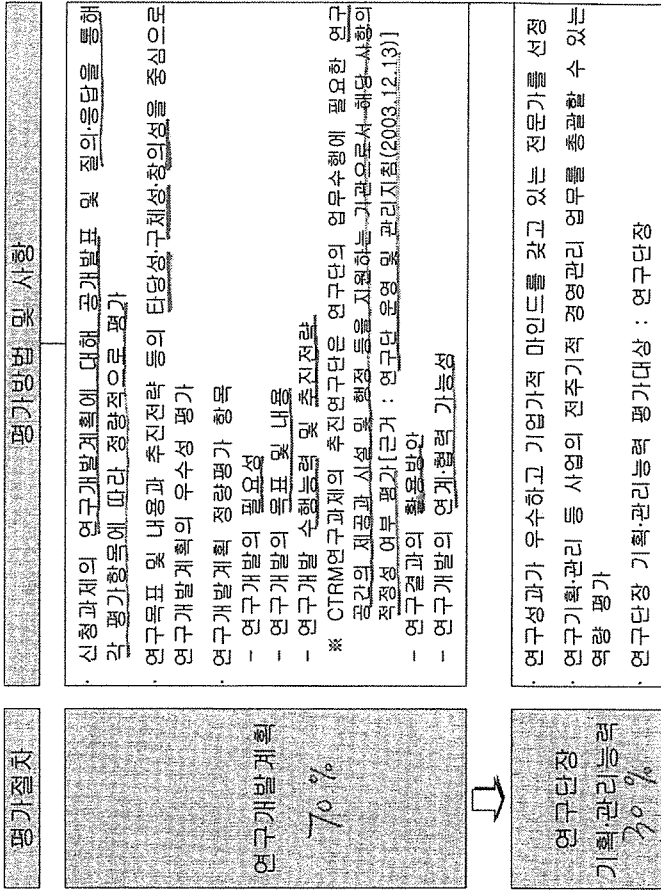 평가절차
평가방법 및 사항
연구개발계획
70%
· 신청과제의 연구개발계획에 대해 공개발표 및 질의·응답을 통해
각 평가항목에 따라 정량적으로 평가
· 연구목표 및 내용과 추진전략 등의 타당성·구체성·창의성을 중심으로
연구개발계획의 우수성 평가
· 연구개발계획 정량평가 항목
- 연구개발의 필요성
- 연구개발의 목표 및 내용
- 연구개발 수행능력 및 추진전략
※ CTRM연구과제의 추진연구단은 연구단의 업무수행에 필요한 연구
공간의 제공과 시설 및 행정 등을 지원하는 기관으로서 해당 사항의
적정성 여부 평가[근거 : 연구단 운영 및 관리지침(2003.12.13)]
- 연구결과의 활용방안
- 연구개발의 연계·협력 가능성
연구단장
기획·관리능력
30%
· 연구성과가 우수하고 기업가적 마인드를 갖고 있는 전문가를 선정
· 연구기획·관리 등 사업의 전주기적 경영관리 업무를 총괄할 수 있는
역량 평가
· 연구단장 기획·관리능력 평가대상 : 연구단장